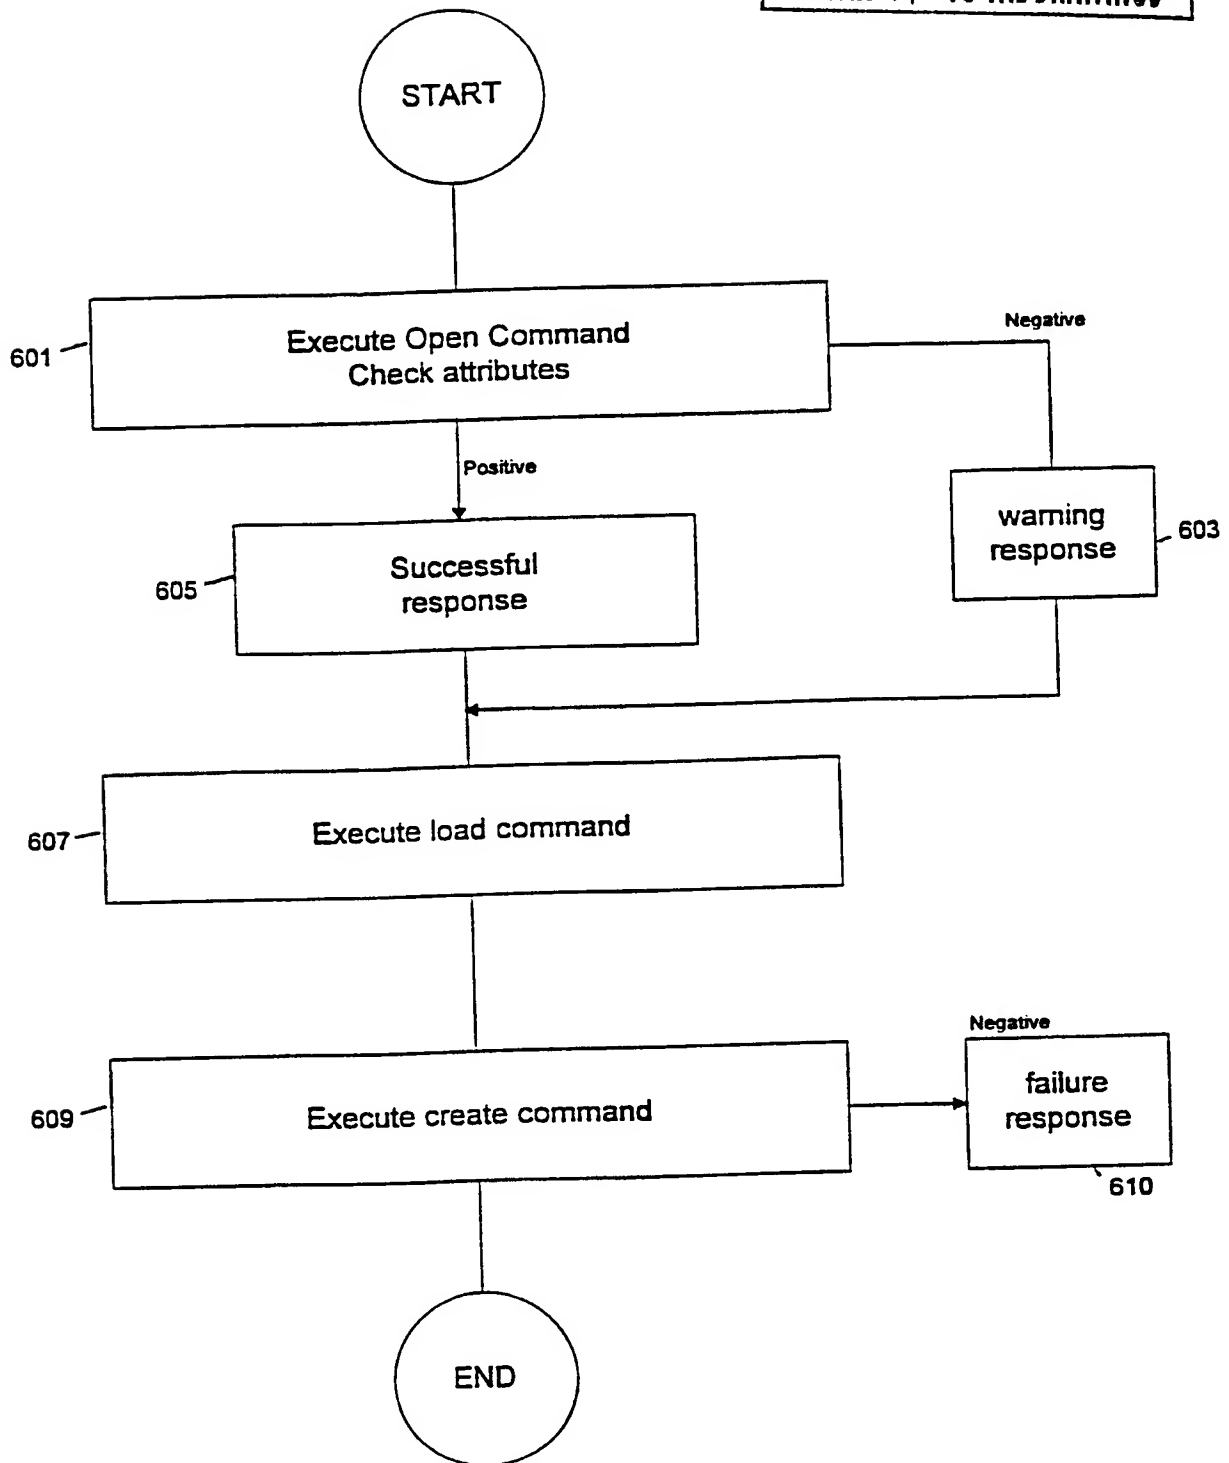 START
601
Execute Open Command
Check attributes
Negative
Positive
Successful
response
605
warning
response
603
607
Execute load command
609
Execute create command
Negative
failure
response
610
END